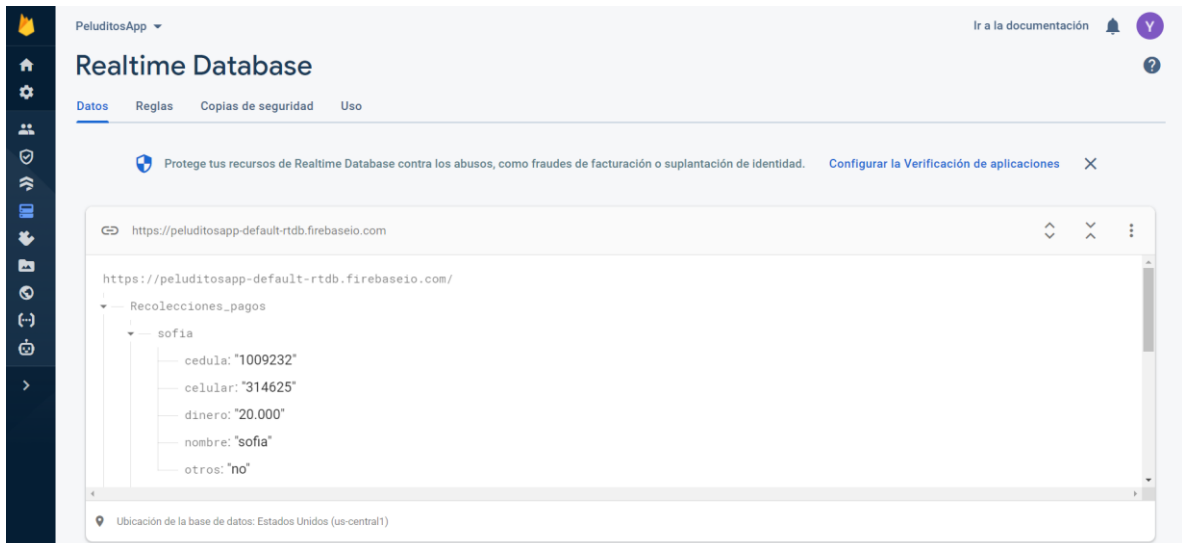 PeluditosApp
Ir a la documentación
Y
Realtime Database
Datos Reglas Copias de seguridad Uso
Protege tus recursos de Realtime Database contra los abusos, como fraudes de facturación o suplantación de identidad. Configurar la Verificación de aplicaciones
https://peluditosapp-default-rtdb.firebaseio.com
https://peluditosapp-default-rtdb.firebaseio.com/
Recolecciones_pagos
sofia
cedula: "1009232"
celular: "314625"
dinero: "20.000"
nombre: "sofia"
otros: "no"
Ubicación de la base de datos: Estados Unidos (us-central1)